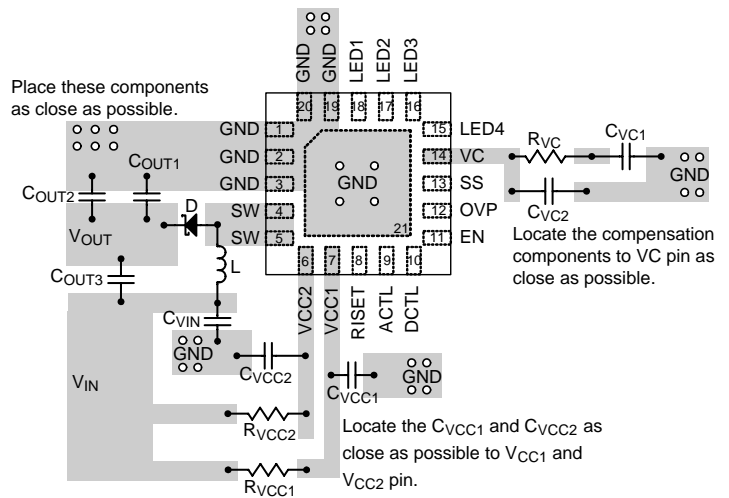 GND
GND
LED1
LED2
LED3
Place these components
as close as possible.
20
19
18
17
16
GND
1
GND
2
GND
3
SW
4
SW
5
15
LED4
14
VC
13
SS
12
OVP
11
EN
GND
21
6
7
8
9
10
VCC2
VCC1
RISET
ACTL
DCTL
RVC
CVC1
CVC2
GND
Locate the compensation
components to VC pin as
close as possible.
COUT1
COUT2
D
VOUT
L
COUT3
CVIN
GND
CVCC2
VIN
CVCC1
GND
RVCC2
RVCC1
Locate the CVCC1 and CVCC2 as
close as possible to VCC1 and
VCC2 pin.